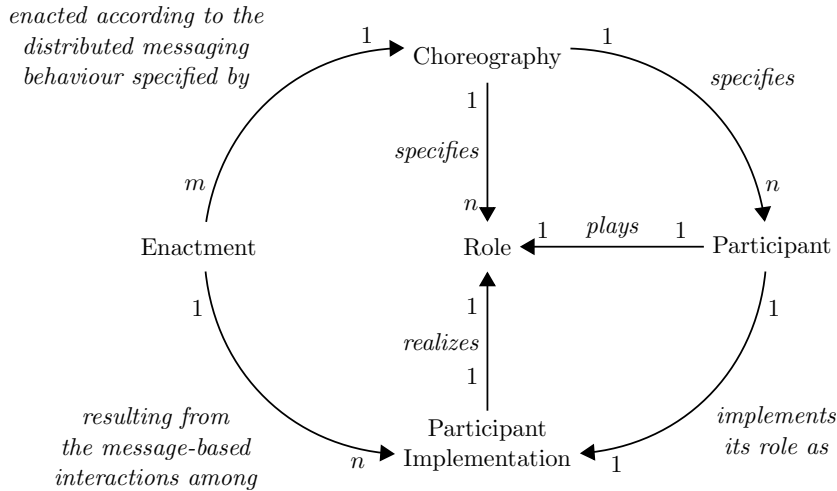 enacted according to the
distributed messaging
behaviour specified by
1
Choreography
1
specifies
1
specifies
m
n
n
Enactment
Role
1
plays
1
Participant
1
1
1
realizes
1
resulting from
the message-based
interactions among
n
Participant
Implementation
1
implements
its role as